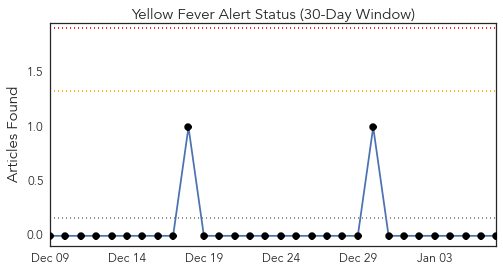 Yellow Fever Alert Status (30-Day Window)
Articles Found
1.5
1.0
0.5
0.0
Dec 09 Dec 14 Dec 19 Dec 24 Dec 29 Jan 03